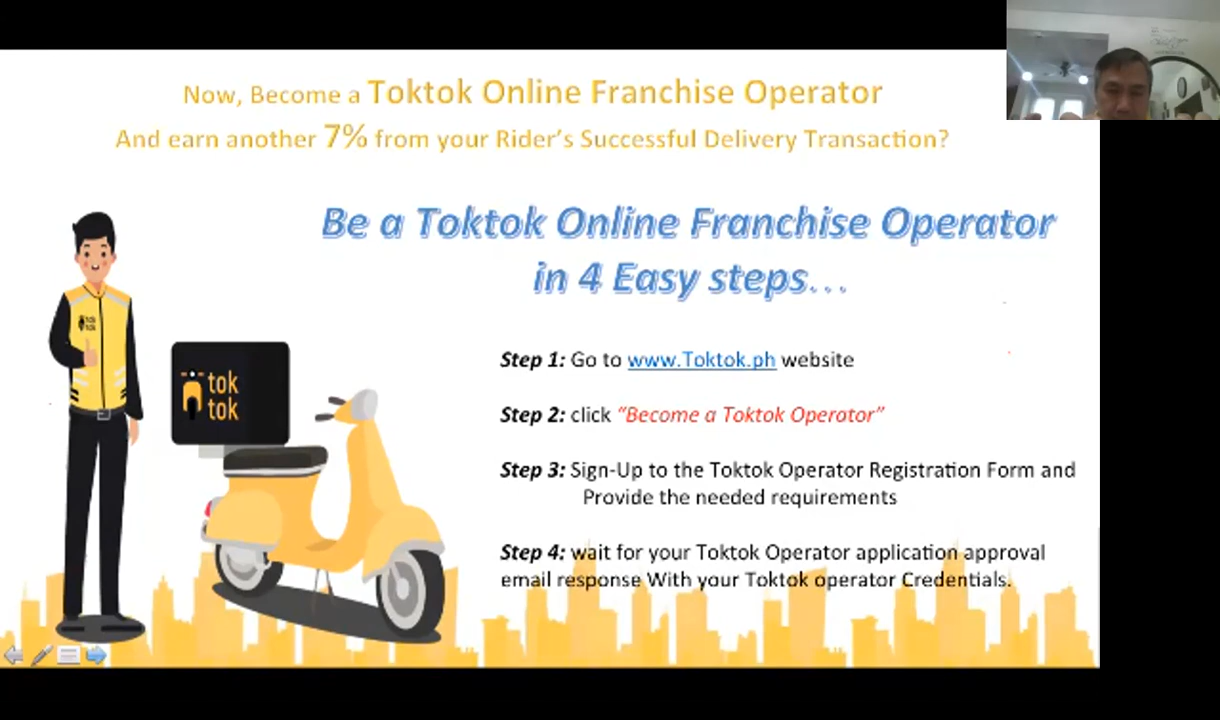 Now, Become a Toktok Online Franchise Operator
And earn another 7% from your Rider's Successful Delivery Transaction?
Be a Toktok Online Franchise Operator
in 4 Easy steps...
Step 1: Go to www.Toktok.ph website
Step 2: click “Become a Toktok Operator”
Step 3: Sign-Up to the Toktok Operator Registration Form and
Provide the needed requirements
Step 4: wait for your Toktok Operator application approval
email response With your Toktok operator Credentials.
tok
tok
tok
tok